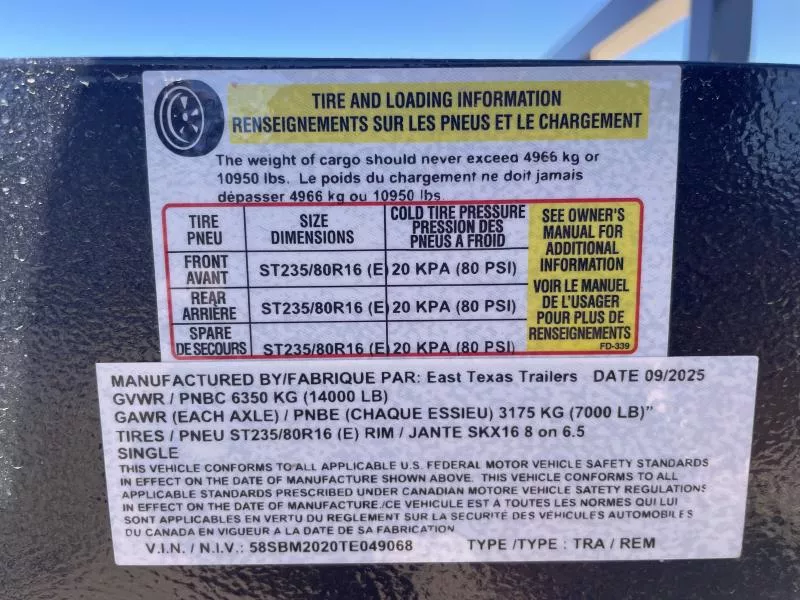 TIRE AND LOADING INFORMATION
RENSEIGNEMENTS SUR LES PNEUS ET LE CHARGEMENT
The weight of cargo should never exceed 4966 kg or
10950 lbs. Le poids du chargement ne doit jamais
dépasser 4966 kg ou 10950 lbs.
TIRE
PNEU
SIZE
DIMENSIONS
COLD TIRE PRESSURE
PRESSION DES
PNEUS A FROID
FRONT
AVANT
ST235/80R16 (E)
20 KPA (80 PSI)
REAR
ARRIÈRE
ST235/80R16 (E)
20 KPA (80 PSI)
SPARE
DE SECOURS
ST235/80R16 (E)
20 KPA (80 PSI)
SEE OWNER'S
MANUAL FOR
ADDITIONAL
INFORMATION
VOIR LE MANUEL
DE L'USAGER
POUR PLUS DE
RENSEIGNEMENTS
FD-339
MANUFACTURED BY/FABRIQUE PAR: East Texas Trailers DATE 09/2025
GVWR / PNBC 6350 KG (14000 LB)
GAWR (EACH AXLE) / PNBE (CHAQUE ESSIEU) 3175 KG (7000 LB)"
TIRES / PNEU ST235/80R16 (E) RIM / JANTE SKX16 8 on 6.5
SINGLE
THIS VEHICLE CONFORMS TO ALL APPLICABLE U.S. FEDERAL MOTOR VEHICLE SAFETY STANDARDS
IN EFFECT ON THE DATE OF MANUFACTURE SHOWN ABOVE. THIS VEHICLE CONFORMS TO ALL
APPLICABLE STANDARDS PRESCRIBED UNDER CANADIAN MOTORE VEHICLE SAFETY REGULATIONS
IN EFFECT ON THE DATE OF MANUFACTURE./CE VEHICULE EST À TOUTES LES NORMES QUI LUI
SONT APPLICABLES EN VERTU DU REGLEMENT SUR LA SECURITÉ DES VÉHICULES AUTOMOBILES
DU CANADA EN VIGUEUR A LA DATE DE SA FABRICATION
V.I.N. / N.I.V.: 58SBM2020TE049068 TYPE /TYPE : TRA / REM